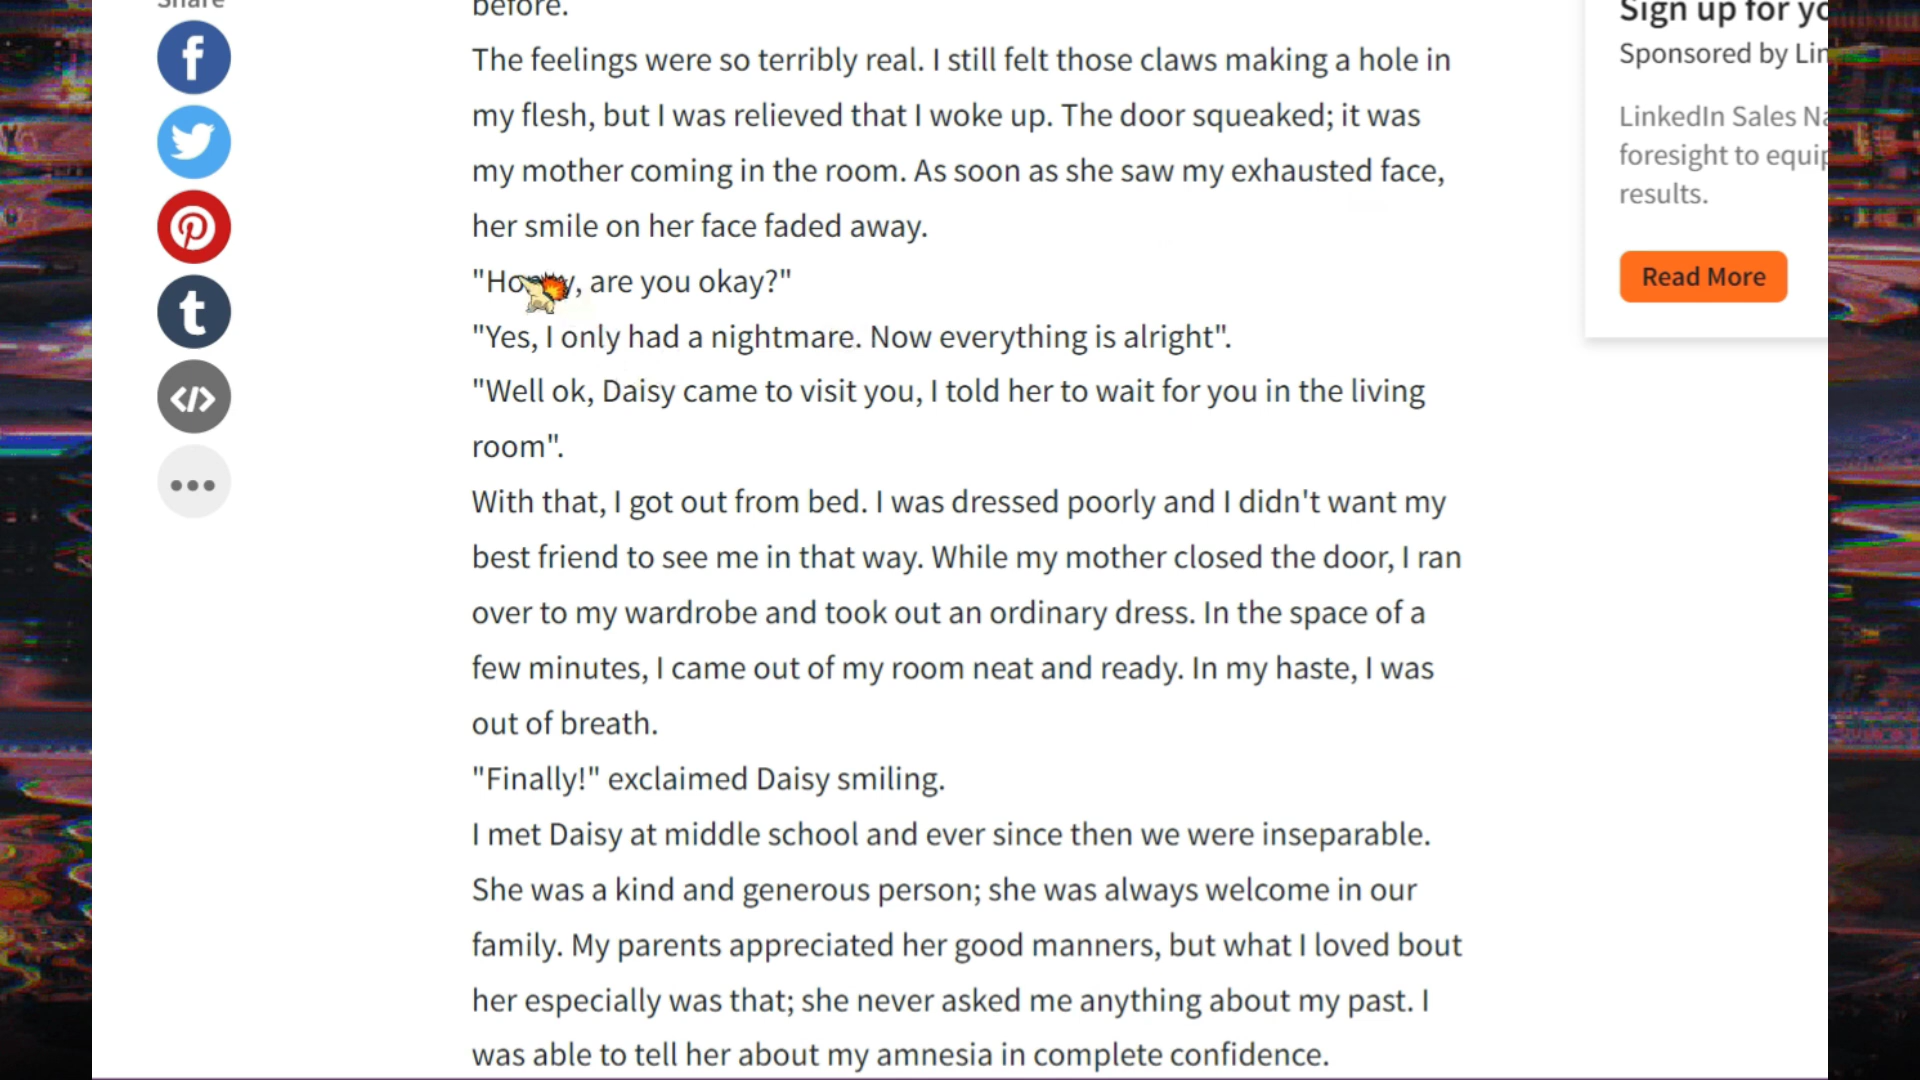 Share
before.
The feelings were so terribly real. I still felt those claws making a hole in
my flesh, but I was relieved that I woke up. The door squeaked; it was
my mother coming in the room. As soon as she saw my exhausted face,
her smile on her face faded away.
", are you okay?"
"Yes, I only had a nightmare. Now everything is alright".
"Well ok, Daisy came to visit you, I told her to wait for you in the living
room".
With that, I got out from bed. I was dressed poorly and I didn't want my
best friend to see me in that way. While my mother closed the door, I ran
over to my wardrobe and took out an ordinary dress. In the space of a
few minutes, I came out of my room neat and ready. In my haste, I was
out of breath.
"Finally!" exclaimed Daisy smiling.
I met Daisy at middle school and ever since then we were inseparable.
She was a kind and generous person; she was always welcome in our
family. My parents appreciated her good manners, but what I loved bout
her especially was that; she never asked me anything about my past. I
was able to tell her about my amnesia in complete confidence.
Sign up for
Sponsored by
LinkedIn Sales
foresight to
results.
Read More